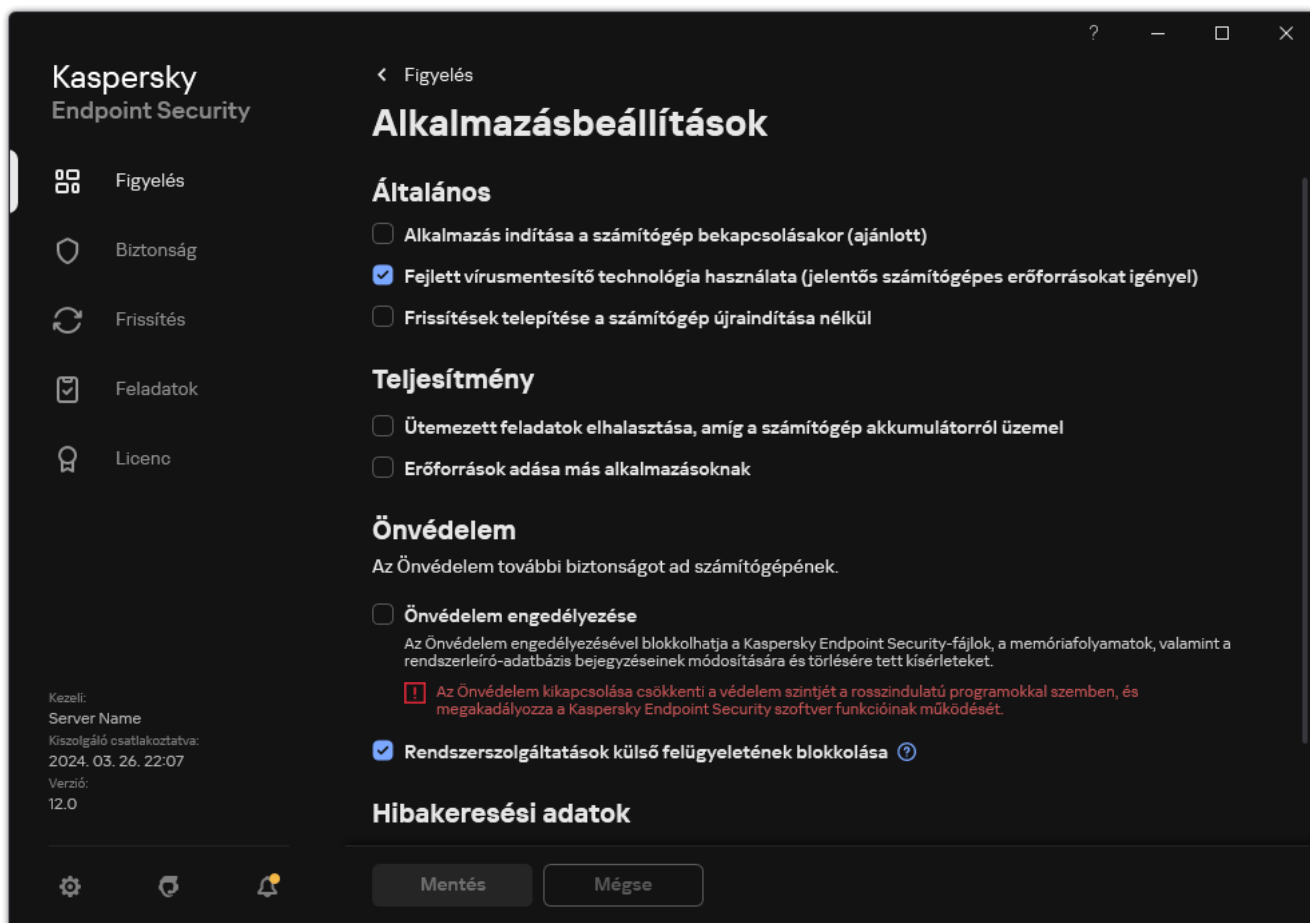 Kaspersky
Endpoint Security
Figyelés
Biztonság
Frissítés
Feladatok
Licenc
Kezeli:
Server Name
Kiszolgáló csatlakoztatva:
2024. 03. 26. 22:07
Verzió:
12.0
?
Figyelés
Alkalmazásbeállítások
Általános
Alkalmazás indítása a számítógép bekapcsolásakor (ajánlott)
Fejlett vírusmentesítő technológia használata (jelentős számítógépes erőforrásokat igényel)
Frissítések telepítése a számítógép újraindítása nélkül
Teljesítmény
Ütemezett feladatok elhalasztása, amíg a számítógép akkumulátorról üzemel
Erőforrások adása más alkalmazásoknak
Önvédelem
Az Önvédelem további biztonságot ad számítógépének.
Önvédelem engedélyezése
Az Önvédelem engedélyezésével blokkolhatja a Kaspersky Endpoint Security-fájlok, a memóriafolyamatok, valamint a
rendszerleíró-adatbázis bejegyzéseinek módosítására és törlésére tett kísérleteket.
Az Önvédelem kikapcsolása csökkenti a védelem szintjét a rosszindulatú programokkal szemben, és
megakadályozza a Kaspersky Endpoint Security szoftver funkcióinak működését.
Rendszerszolgáltatások külső felügyeletének blokkolása ?
Hibakeresési adatok
Mentés
Mégse